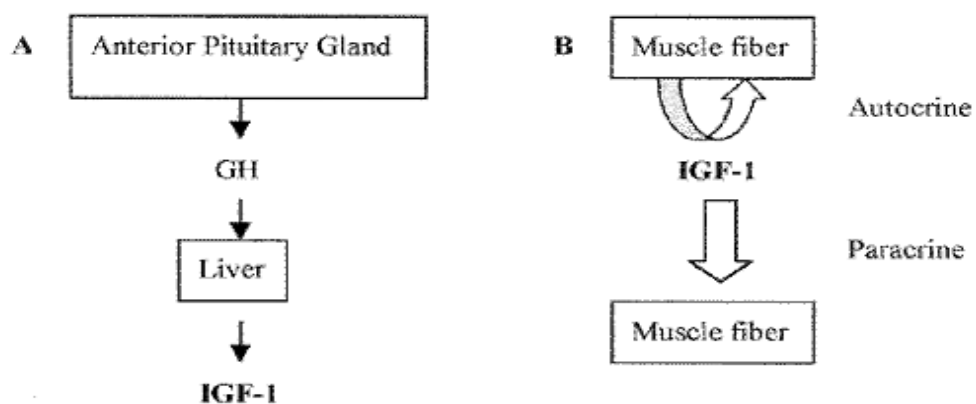 A
Anterior Pituitary Gland
GH
Liver
IGF-1
B
Muscle fiber
Autocrine
IGF-1
Paracrine
Muscle fiber